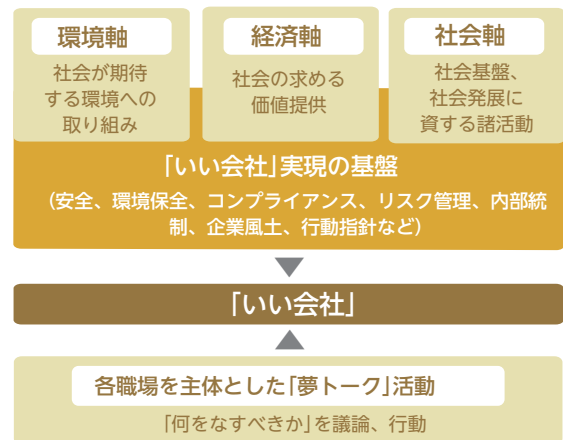 環境軸
社会が期待
する環境への
取り組み
経済軸
社会の求める
価値提供
社会軸
社会基盤、
社会発展に
資する諸活動
「いい会社」実現の基盤
（安全、環境保全、コンプライアンス、リスク管理、内部統
制、企業風土、行動指針など）
「いい会社」
各職場を主体とした「夢トーク」活動
「何をなすべきか」を議論、行動